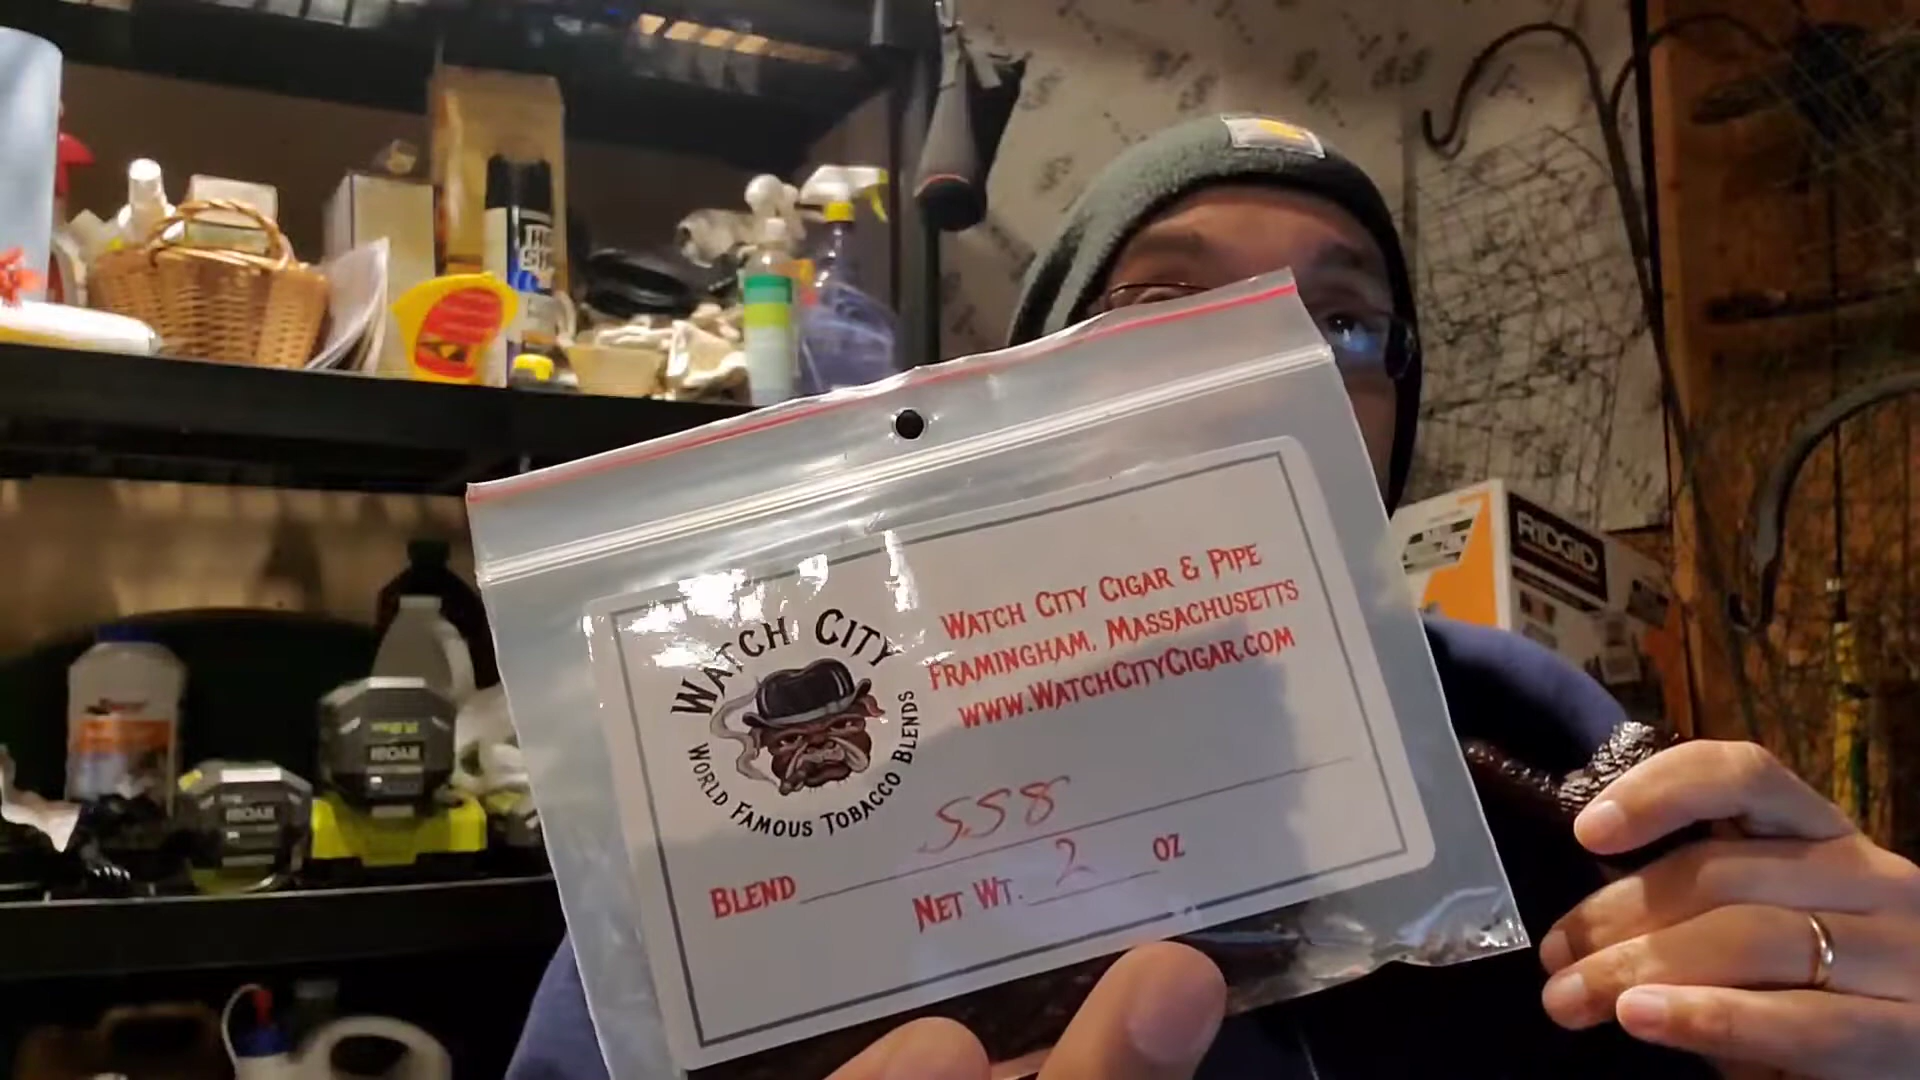 WATCH CITY
WORLD FAMOUS TOBACCO BLENDS
WATCH CITY CIGAR & PIPE
FRAMINGHAM, MASSACHUSETTS
WWW.WATCHCITYCIGAR.COM
BLEND 558
NET WT. 2 OZ
RIDGID